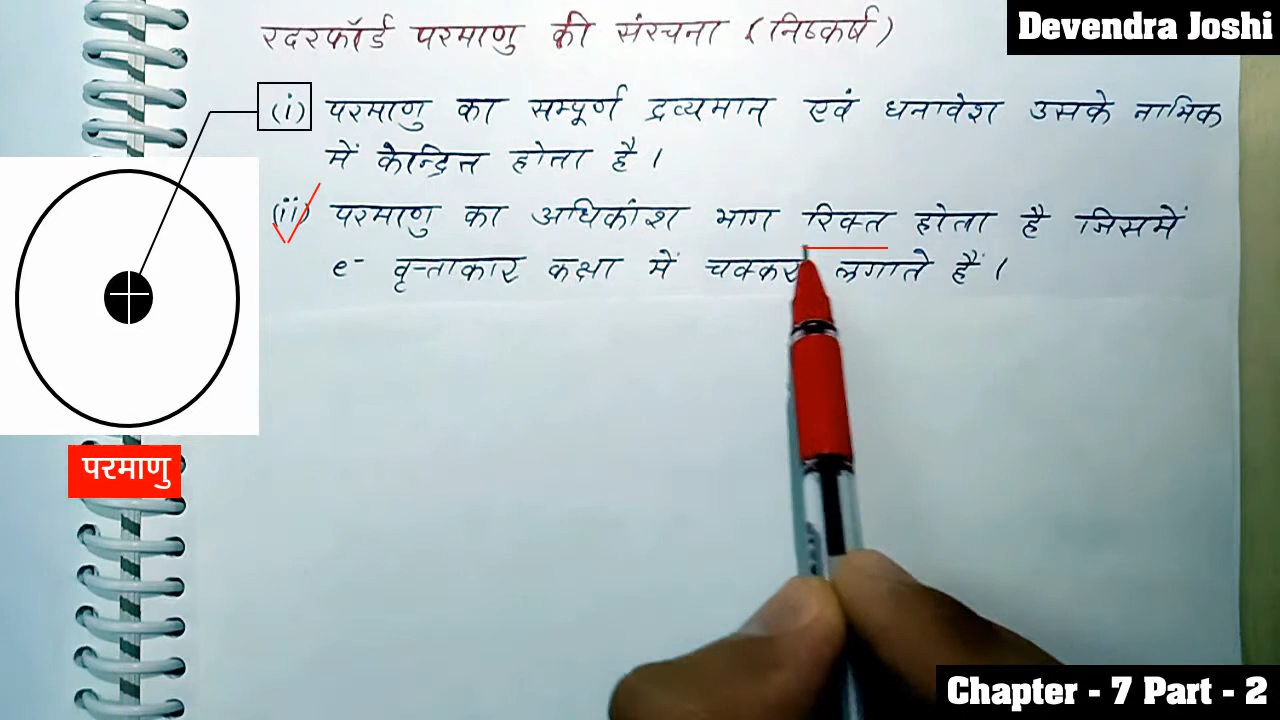 Devendra Joshi
रदरफॉर्ड परमाणु की संरचना (निष्कर्ष)
(i) परमाणु का सम्पूर्ण द्रव्यमान एवं धनावेश उसके नाभिक
में केन्द्रित होता है।
(ii) परमाणु का अधिकांश भाग रिक्त होता है जिसमें
e- वृत्ताकार कक्षा में चक्कर लगाते हैं।
परमाणु
Chapter - 7 Part - 2